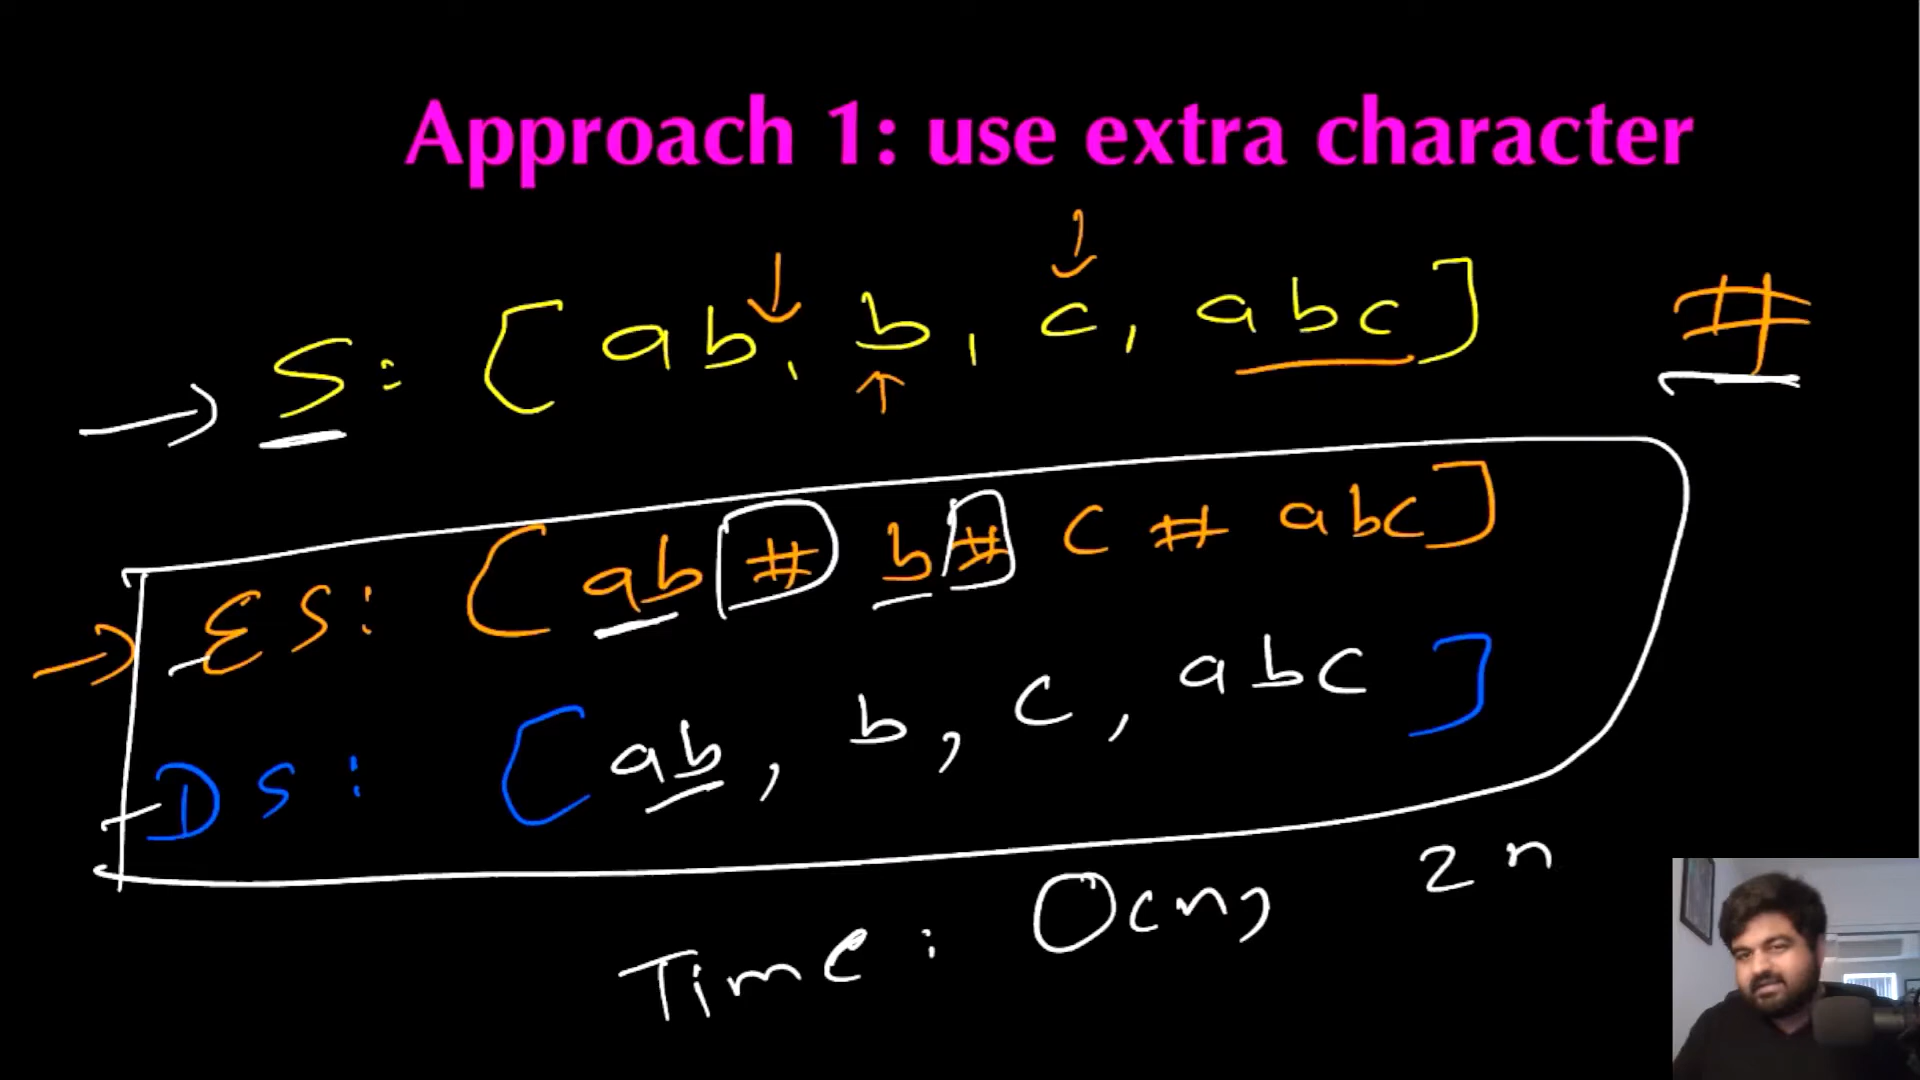 Approach 1: use extra character
S: [ab, b, c, abc] #
ES: [ab # b # c # abc]
DS: [ab, b, c, abc]
2n
Time: O(n)